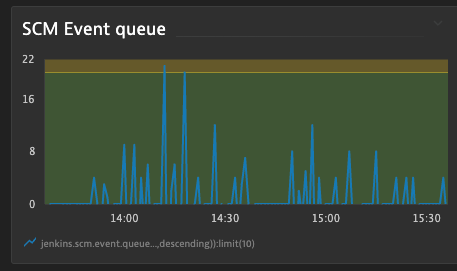 SCM Event queue
22
16
8
0
14:00 14:30 15:00 15:30
jenkins.scm.event.queue...,descending)):limit(10)